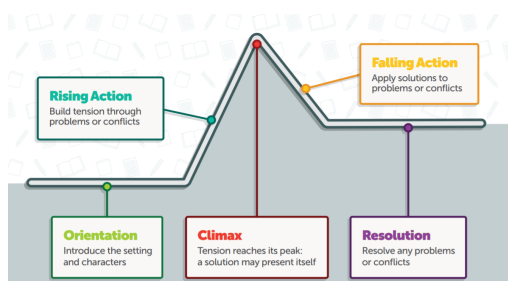 Rising Action
Build tension through
problems or conflicts
Falling Action
Apply solutions to
problems or conflicts
Orientation
Introduce the setting
and characters
Climax
Tension reaches its peak:
a solution may present itself
Resolution
Resolve any problems
or conflicts